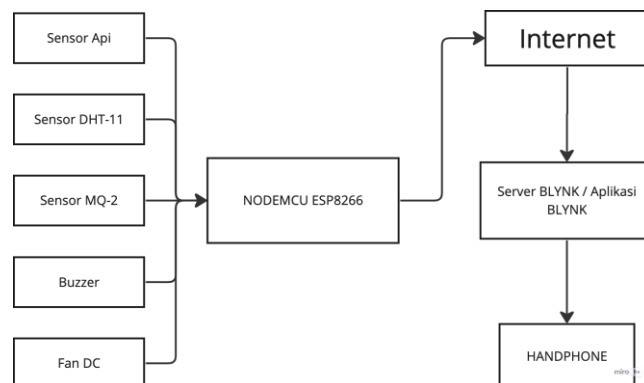 Sensor Api
Sensor DHT-11
Sensor MQ-2
Buzzer
Fan DC
NODEMCU ESP8266
Internet
Server BLYNK / Aplikasi
BLYNK
HANDPHONE
miro